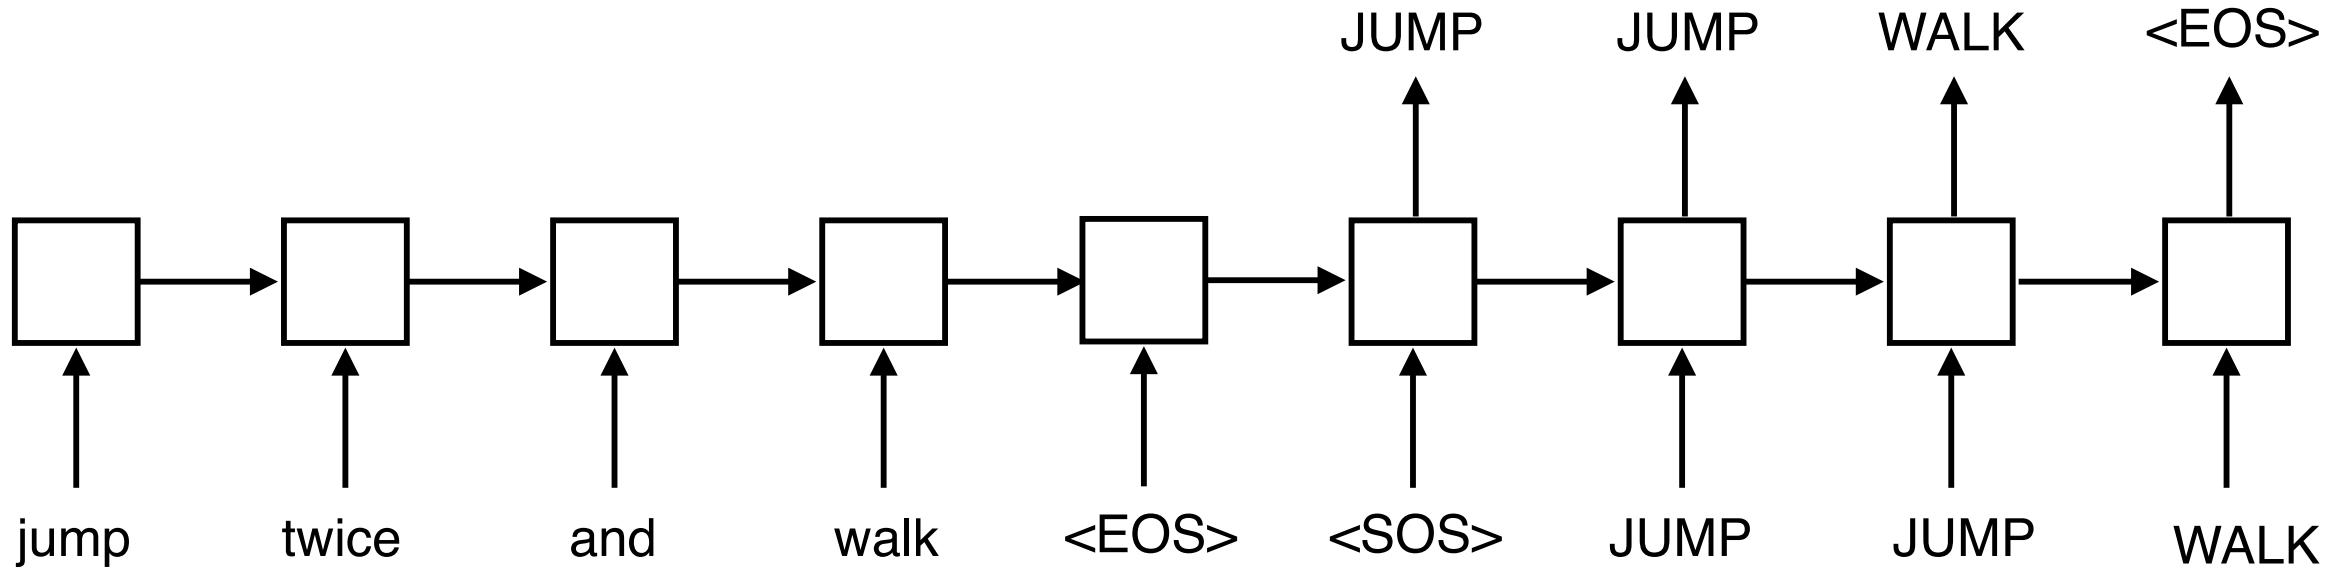 JUMP JUMP WALK <EOS>
jump twice and walk <EOS> <SOS> JUMP JUMP WALK